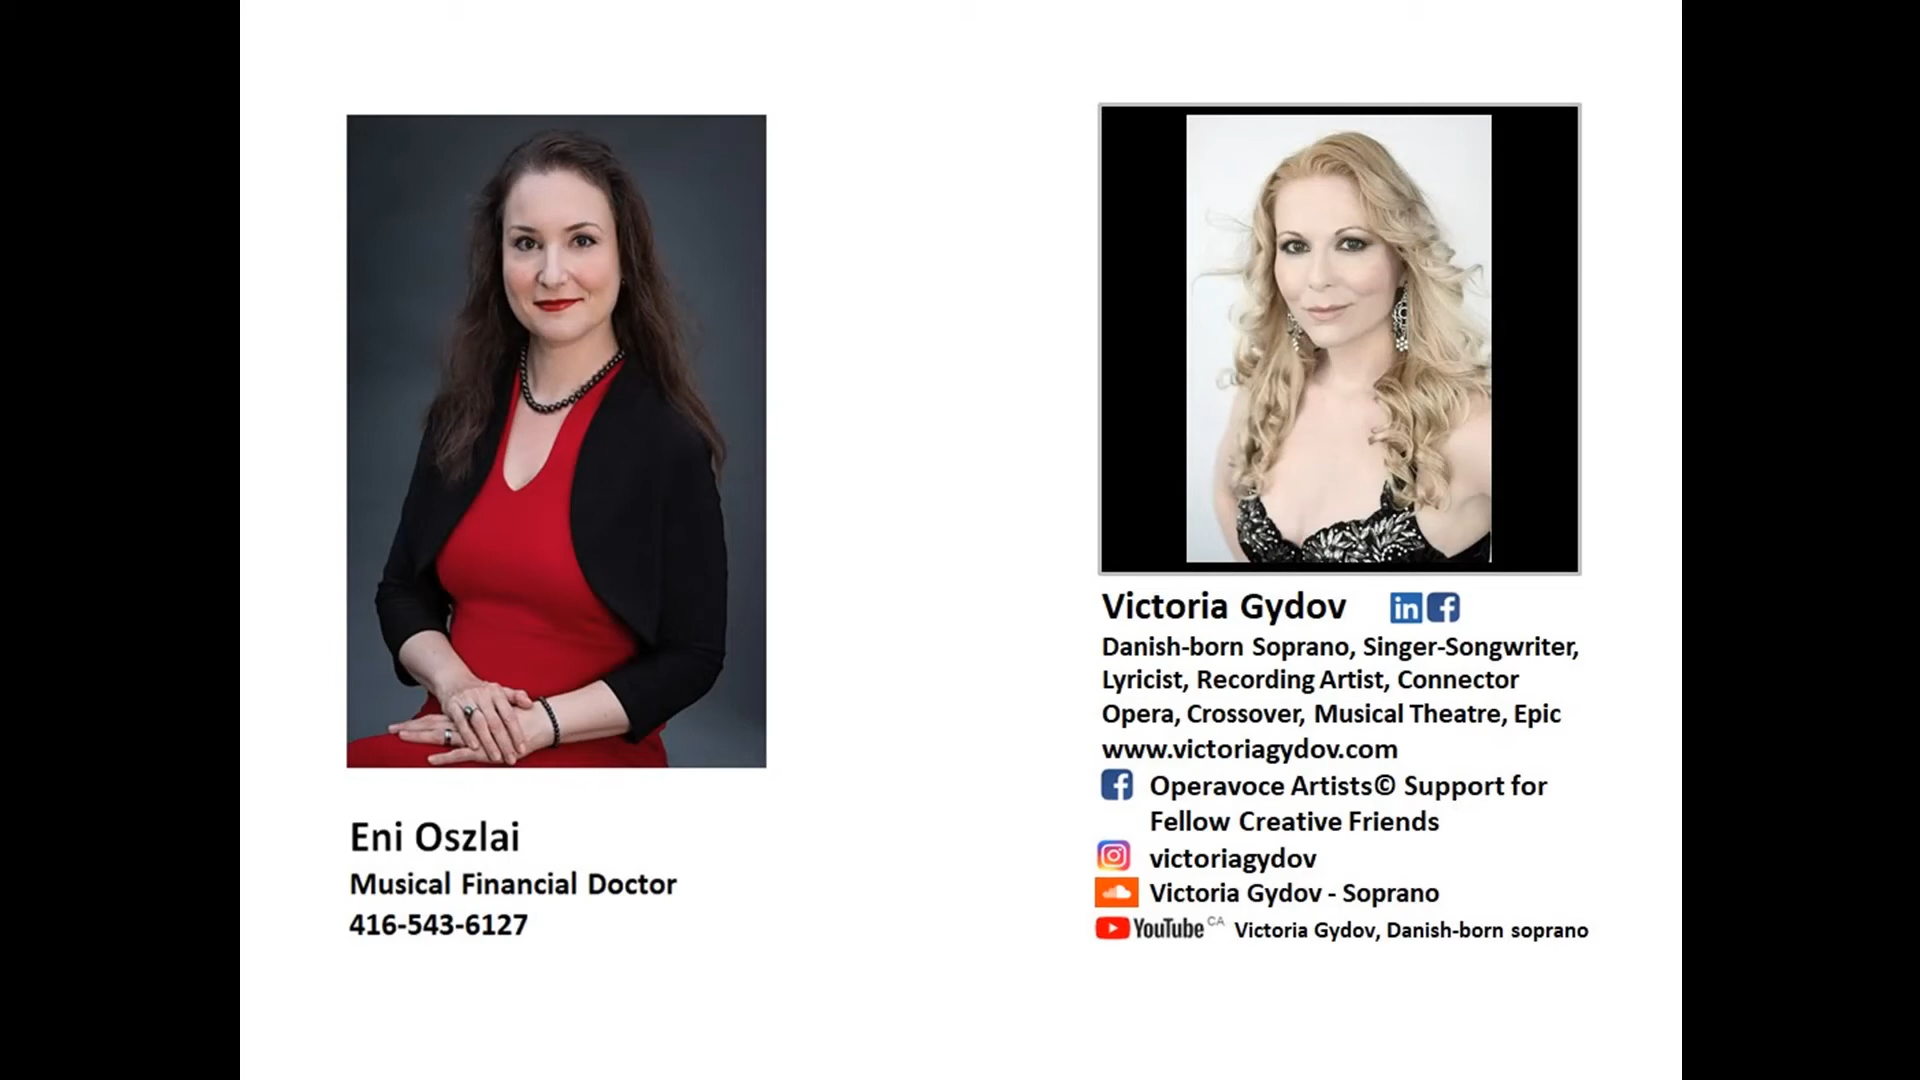 Eni Oszlai
Musical Financial Doctor
416-543-6127
Victoria Gydov in f
Danish-born Soprano, Singer-Songwriter,
Lyricist, Recording Artist, Connector
Opera, Crossover, Musical Theatre, Epic
www.victoriagydov.com
f Operavoce Artists© Support for
Fellow Creative Friends
victoriagydov
Victoria Gydov - Soprano
YouTube CA Victoria Gydov, Danish-born soprano